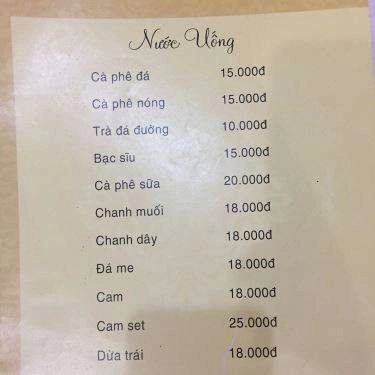 Nước Uống
Cà phê đá 15.000đ
Cà phê nóng 15.000đ
Trà đá đường 10.000đ
Bạc sĩu 15.000đ
Cà phê sữa 20.000đ
Chanh muối 18.000đ
Chanh dây 18.000đ
Đá me 18.000đ
Cam 18.000đ
Cam set 25.000đ
Dừa trái 18.000đ